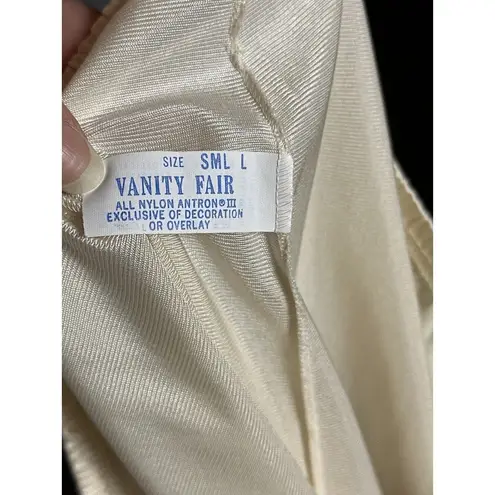 SIZE SML L
VANITY FAIR
ALL NYLON ANTRON® III
EXCLUSIVE OF DECORATION
OR OVERLAY